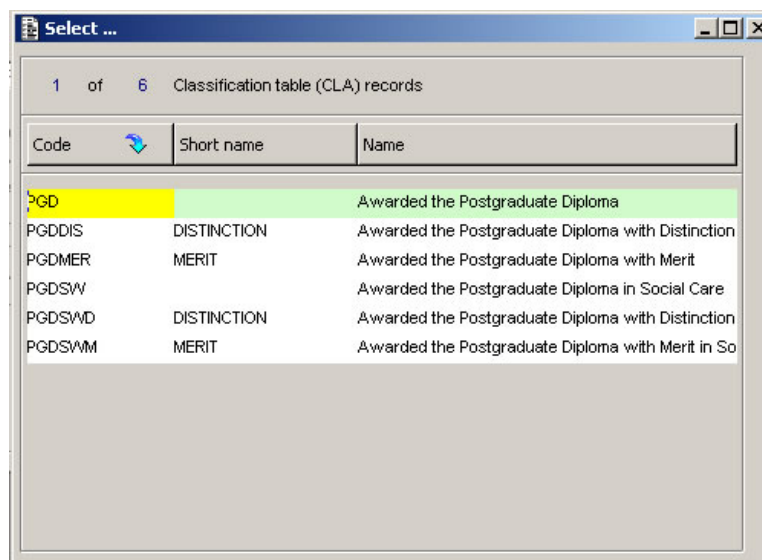 Select ...
1 of 6 Classification table (CLA) records
Code Short name Name
PGD Awarded the Postgraduate Diploma
PGDDIS DISTINCTION Awarded the Postgraduate Diploma with Distinction
PGDMER MERIT Awarded the Postgraduate Diploma with Merit
PGDSW Awarded the Postgraduate Diploma in Social Care
PGDSWD DISTINCTION Awarded the Postgraduate Diploma with Distinction
PGDSWM MERIT Awarded the Postgraduate Diploma with Merit in So